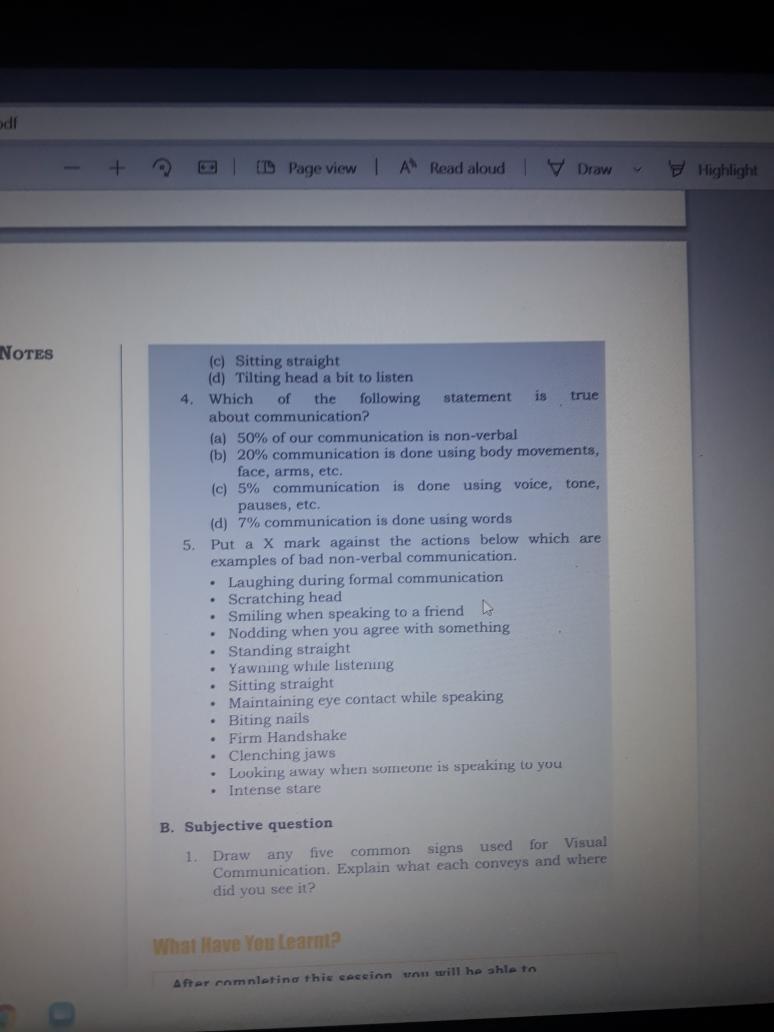 Page view Read aloud Draw Highlight
NOTES
(c) Sitting straight
(d) Tilting head a bit to listen
4. Which of the following statement is true
about communication?
(a) 50% of our communication is non-verbal
(b) 20% communication is done using body movements,
face, arms, etc.
(c) 5% communication is done using voice, tone,
pauses, etc.
(d) 7% communication is done using words
5. Put a X mark against the actions below which are
examples of bad non-verbal communication.
• Laughing during formal communication
• Scratching head
• Smiling when speaking to a friend
• Nodding when you agree with something
• Standing straight
• Yawning while listening
• Sitting straight
• Maintaining eye contact while speaking
• Biting nails
• Firm Handshake
• Clenching jaws
• Looking away when someone is speaking to you
• Intense stare
B. Subjective question
1. Draw any five common signs used for Visual
Communication. Explain what each conveys and where
did you see it?
What Have You Learnt?
After completing this session, you will be able to